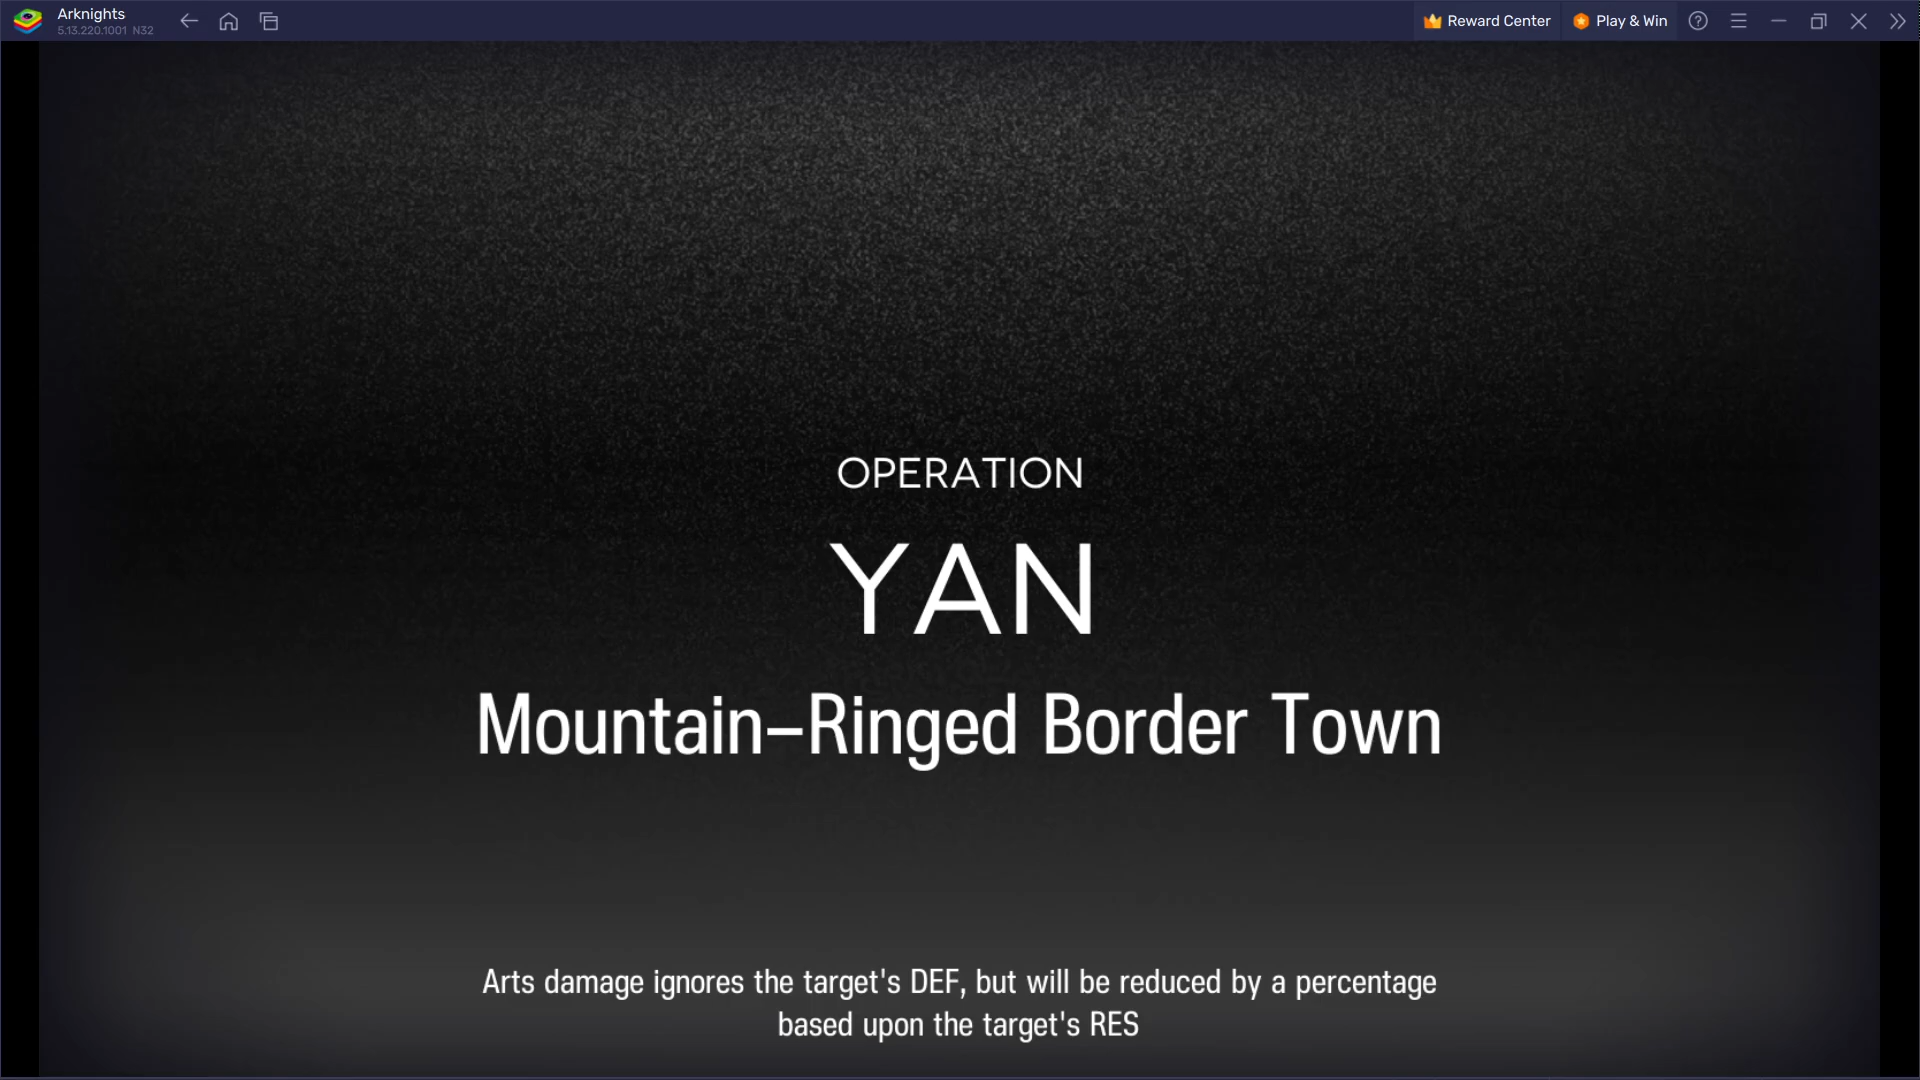 Arknights
5.13.220.1001 N32
Reward Center
Play & Win
OPERATION
YAN
Mountain-Ringed Border Town
Arts damage ignores the target's DEF, but will be reduced by a percentage
based upon the target's RES